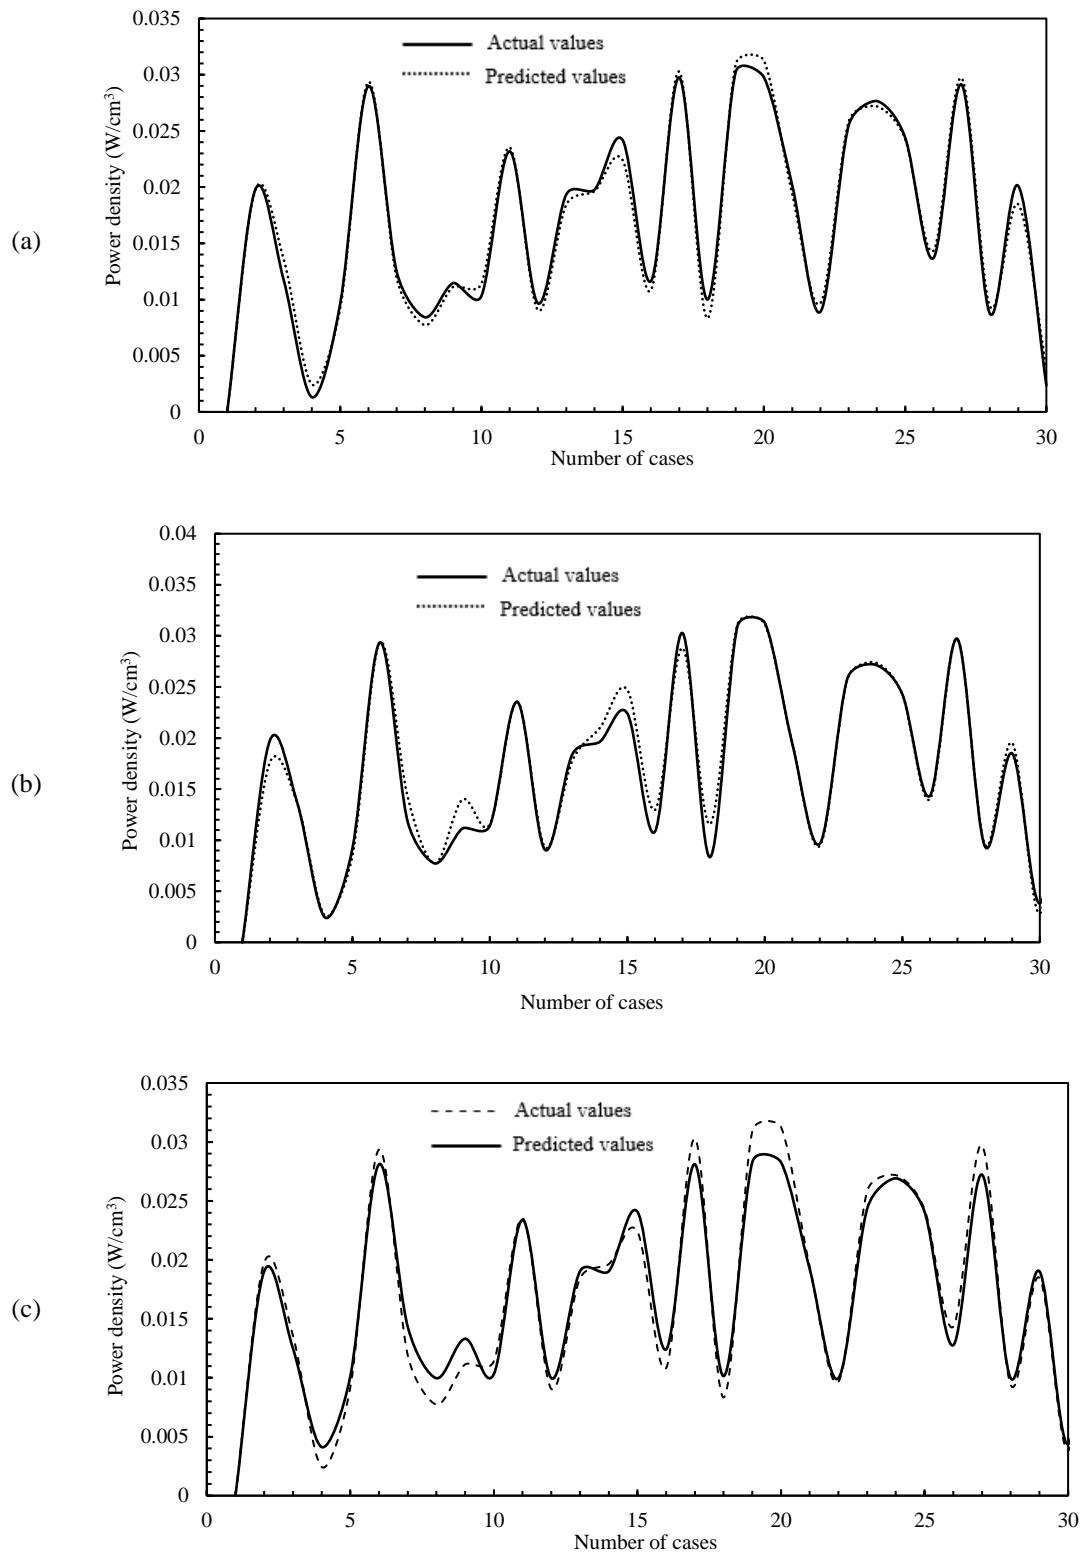 0.035
Actual values
Predicted values
0.03
0.025
0.02
0.015
0.01
0.005
0
Power density (W/cm³)
(a)
0 5 10 15 20 25 30
Number of cases
0.04
0.035
Actual values
Predicted values
0.03
0.025
0.02
0.015
0.01
0.005
0
Power density (W/cm³)
(b)
0 5 10 15 20 25 30
Number of cases
0.035
Actual values
Predicted values
0.03
0.025
0.02
0.015
0.01
0.005
0
Power density (W/cm³)
(c)
0 5 10 15 20 25 30
Number of cases